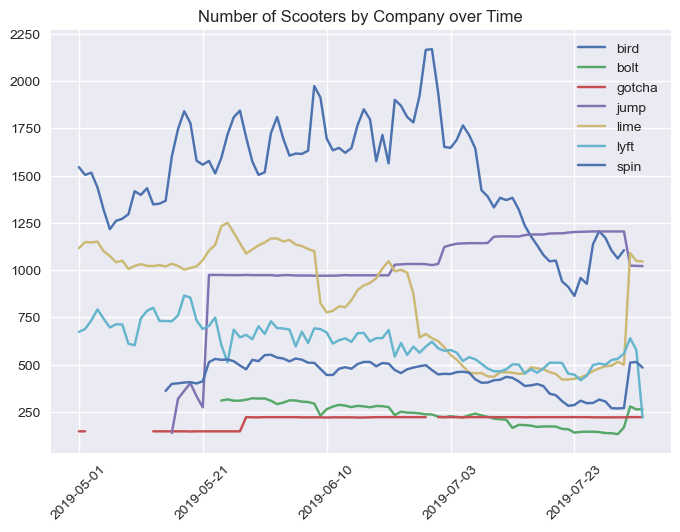 Number of Scooters by Company over Time
2250
2000
1750
1500
1250
1000
750
500
250
bird
bolt
gotcha
jump
lime
lyft
spin
2019-05-01
2019-05-21
2019-06-10
2019-07-03
2019-07-23